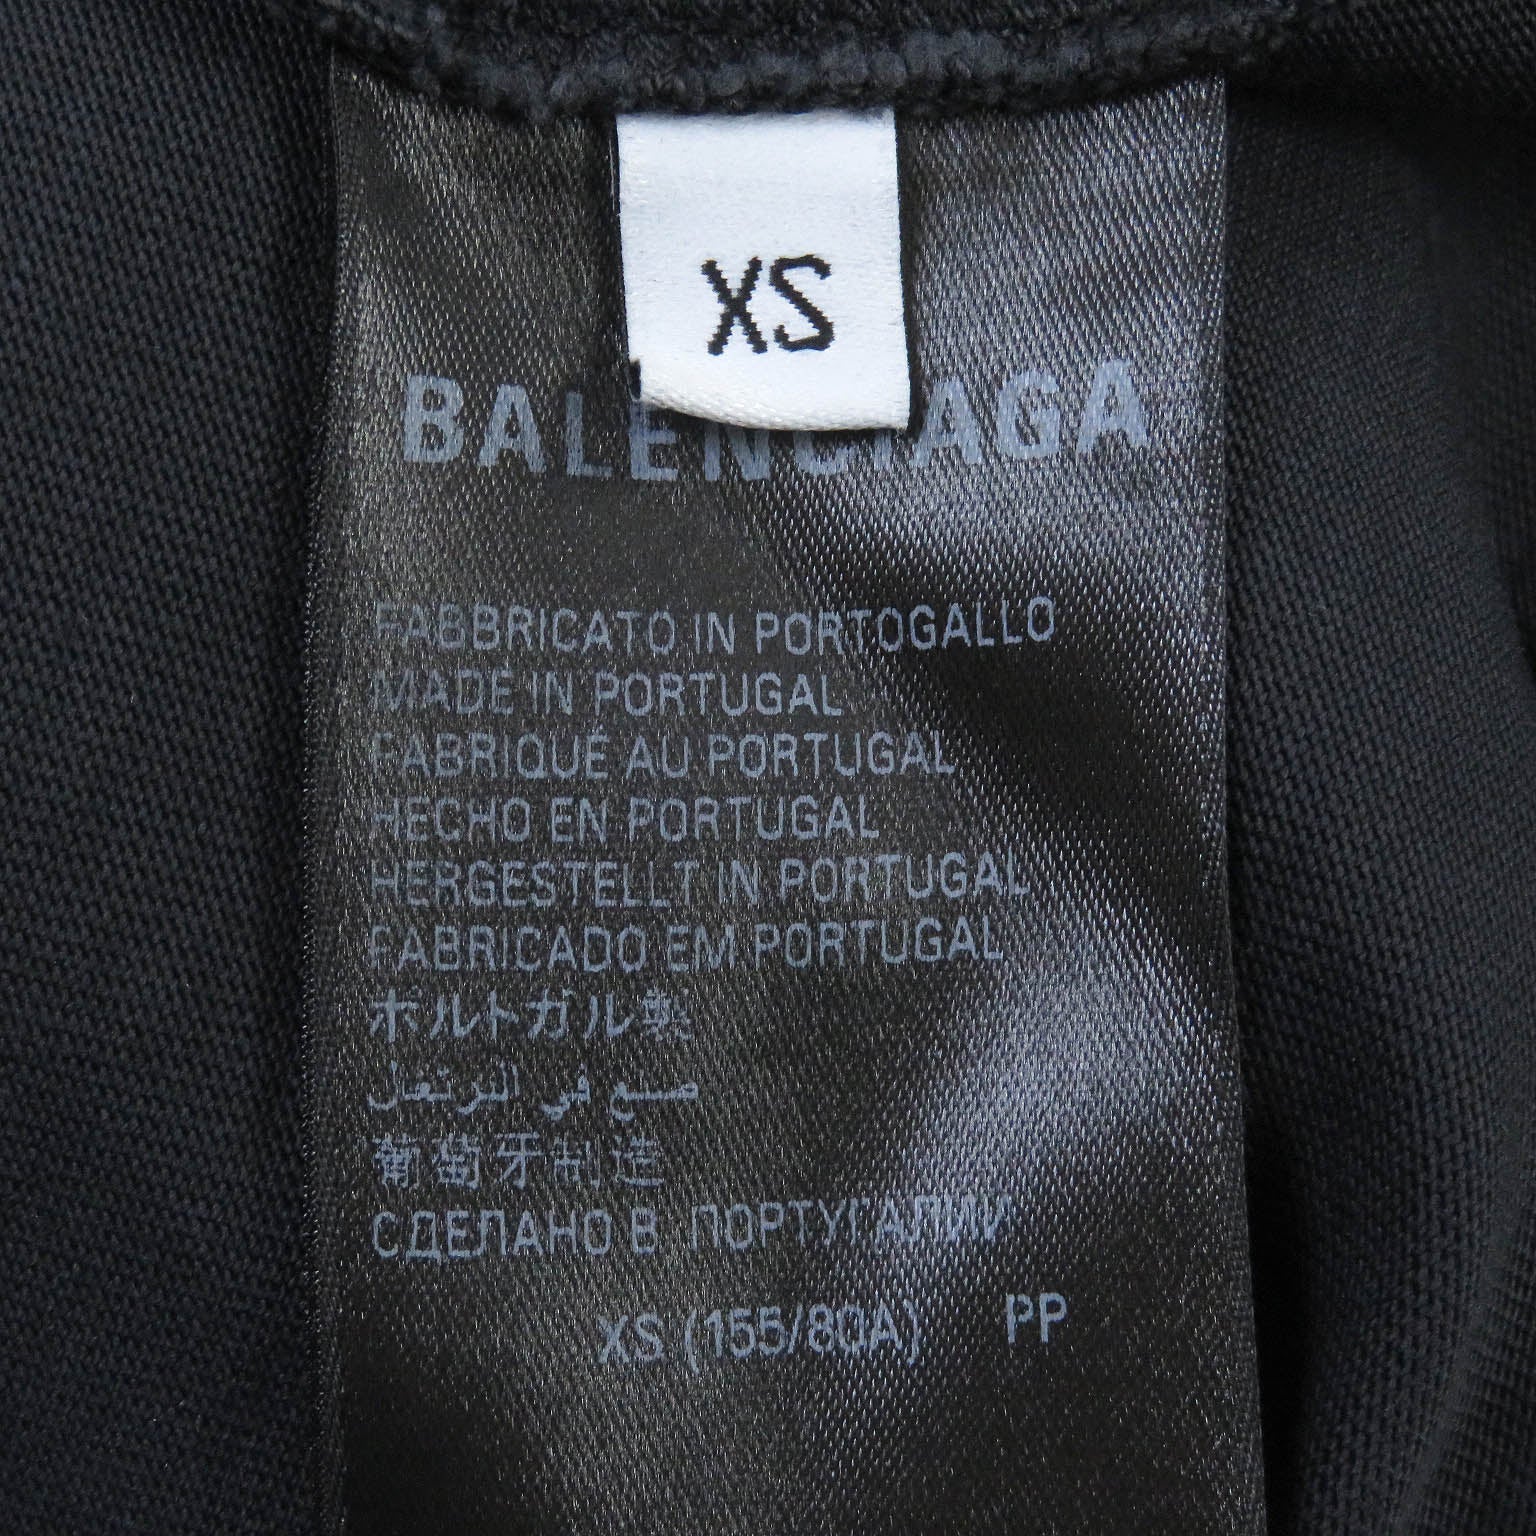 XS
BALENCIAGA
FABBRICATO IN PORTOGALLO
MADE IN PORTUGAL
FABRIQUÉ AU PORTUGAL
HECHO EN PORTUGAL
HERGESTELLT IN PORTUGAL
FABRICADO EM PORTUGAL
ポルトガル製
صنع في البرتغال
葡萄牙制造
СДЕЛАНО В ПОРТУГАЛИИ
XS (155/80A) PP